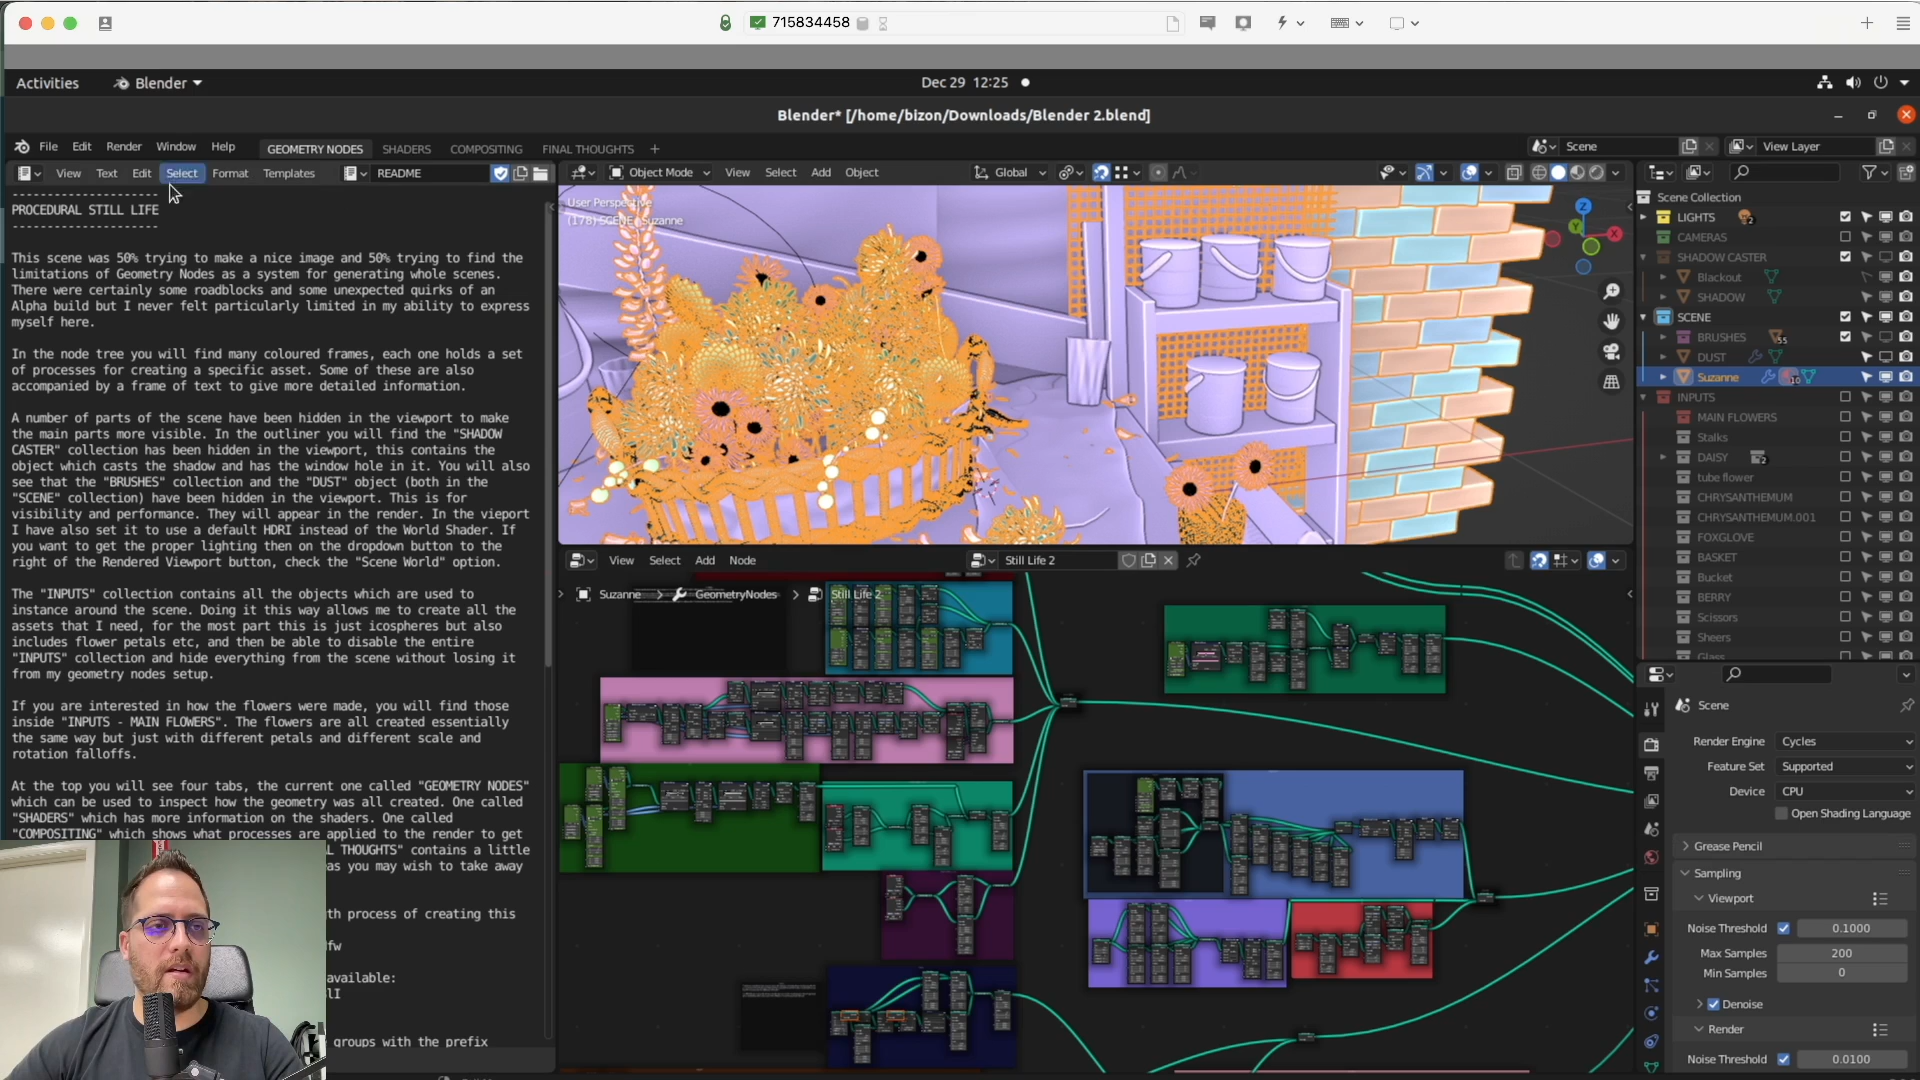 715834458
Activities
Blender
Dec 29 12:25
Blender* [/home/bizon/Downloads/Blender 2.blend]
File Edit Render Window Help
GEOMETRY NODES SHADERS COMPOSITING FINAL THOUGHTS +
Scene
View Layer
View Text Edit Select Format Templates
README
Object Mode View Select Add Object
Global
---------------------
PROCEDURAL STILL LIFE
---------------------
This scene was 50% trying to make a nice image and 50% trying to find the
limitations of Geometry Nodes as a system for generating whole scenes.
There were certainly some roadblocks and some unexpected quirks of an
Alpha build but I never felt particularly limited in my ability to express
myself here.
In the node tree you will find many coloured frames, each one holds a set
of processes for creating a specific asset. Some of these are also
accompanied by a frame of text to give more detailed information.
A number of parts of the scene have been hidden in the viewport to make
the main parts more visible. In the outliner you will find the "SHADOW
CASTER" collection has been hidden in the viewport, this contains the
object which casts the shadow and has the window hole in it. You will also
see that the "BRUSHES" collection and the "DUST" object (both in the
"SCENE" collection) have been hidden in the viewport. This is for
visibility and performance. They will appear in the render. In the vieport
I have also set it to use a default HDRI instead of the World Shader. If
you want to get the proper lighting then on the dropdown button to the
right of the Rendered Viewport button, check the "Scene World" option.
The "INPUTS" collection contains all the objects which are used to
instance around the scene. Doing it this way allows me to create all the
assets that I need, for the most part this is just icospheres but also
includes flower petals etc, and then be able to disable the entire
"INPUTS" collection and hide everything from the scene without losing it
from my geometry nodes setup.
If you are interested in how the flowers were made, you will find those
inside "INPUTS - MAIN FLOWERS". The flowers are all created essentially
the same way but just with different petals and different scale and
rotation falloffs.
At the top you will see four tabs, the current one called "GEOMETRY NODES"
which can be used to inspect how the geometry was all created. One called
"SHADERS" which has more information on the shaders. One called
"COMPOSITING" which shows what processes are applied to the render to get
L THOUGHTS" contains a little
as you may wish to take away
th process of creating this
fw
available:
lI
groups with the prefix
User Perspective
(178) SCENE | Suzanne
Z
Y
X
View Select Add Node
Still Life 2
Suzanne > GeometryNodes > Still Life 2
Scene Collection
LIGHTS 2
CAMERAS
SHADOW CASTER
Blackout
SHADOW
SCENE
BRUSHES 55
DUST
Suzanne 10
INPUTS
MAIN FLOWERS
Stalks
DAISY 2
tube flower
CHRYSANTHEMUM
CHRYSANTHEMUM.001
FOXGLOVE
BASKET
Bucket
BERRY
Scissors
Sheers
Glass
Scene
Render Engine Cycles
Feature Set Supported
Device CPU
Open Shading Language
Grease Pencil
Sampling
Viewport
Noise Threshold 0.1000
Max Samples 200
Min Samples 0
Denoise
Render
Noise Threshold 0.0100